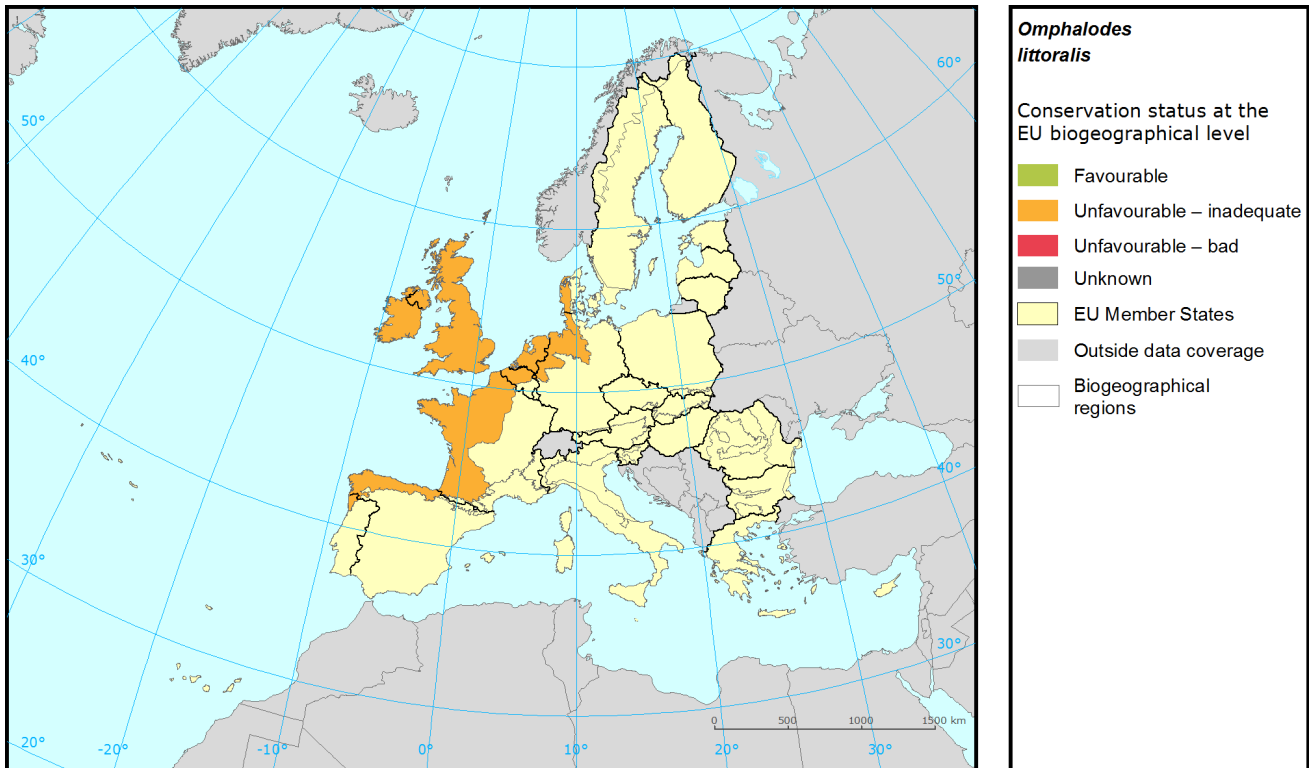 60°
50°
50°
40°
40°
30°
30°
20°
-20°
-10°
0°
10°
20°
30°
0 500 1000 1500 km
Omphalodes
littoralis
Conservation status at the
EU biogeographical level
Favourable
Unfavourable – inadequate
Unfavourable – bad
Unknown
EU Member States
Outside data coverage
Biogeographical
regions